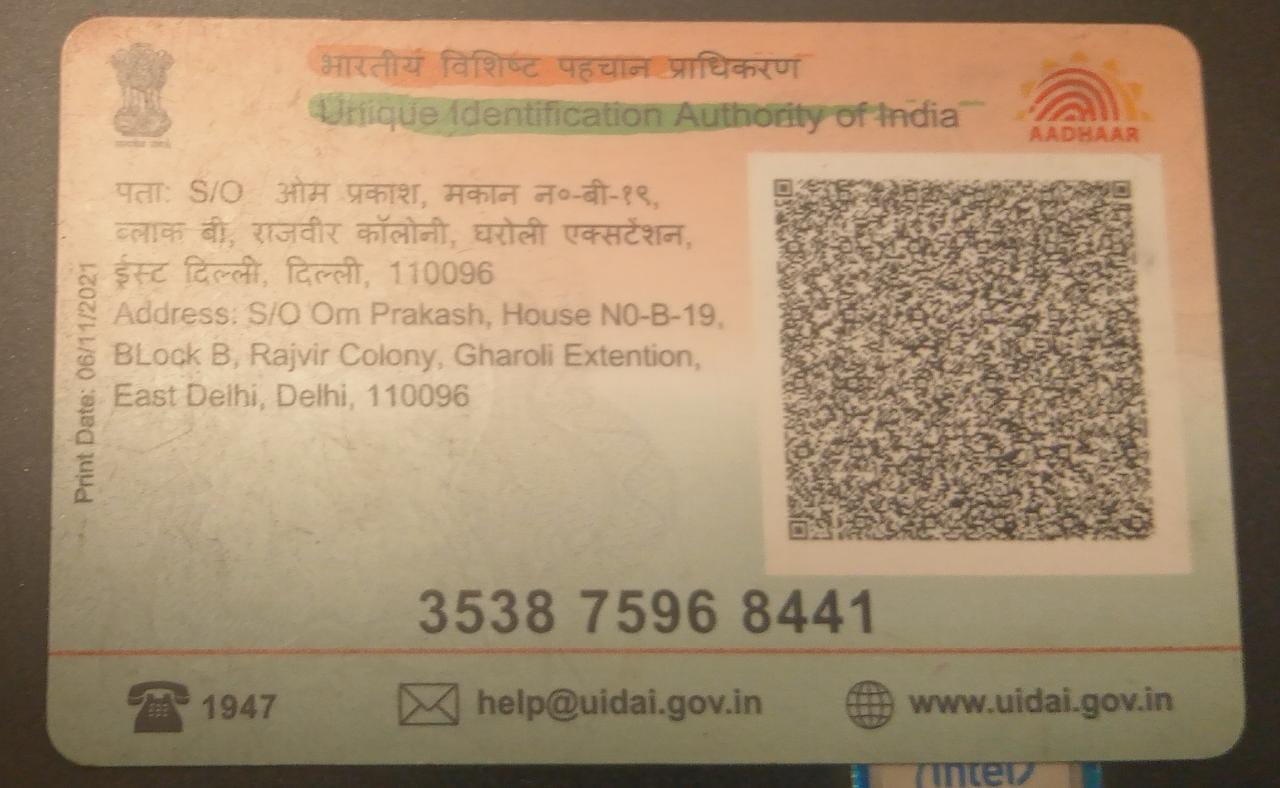 भारतीय विशिष्ट पहचान प्राधिकरण
Unique Identification Authority of India
AADHAAR
पता: S/O ओम प्रकाश, मकान न०-बी-१९,
ब्लाक बी, राजवीर कॉलोनी, घरोली एक्सटेंशन,
ईस्ट दिल्ली, दिल्ली, 110096
Address: S/O Om Prakash, House N0-B-19,
BLock B, Rajvir Colony, Gharoli Extention,
East Delhi, Delhi, 110096
Print Date: 06/11/2021
3538 7596 8441
1947
help@uidai.gov.in
www.uidai.gov.in
intel